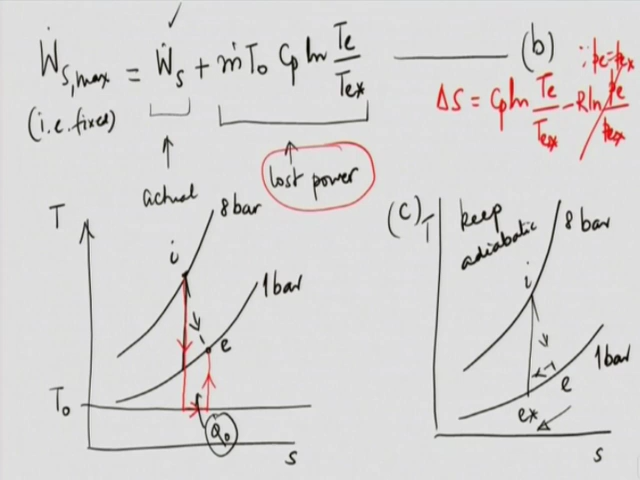 Ẇs,max = Ẇs + ṁT₀ Cp ln Te/Tex* (b)
(i.e. fixed)
∵ pe = pex*
ΔS = Cp ln Te/Tex* - R ln pe/pex*
actual
lost power
T
8 bar
i
1 bar
e
T₀
Q̇₀
s
(c)
T
keep
adiabatic
8 bar
i
1 bar
e
ex*
s